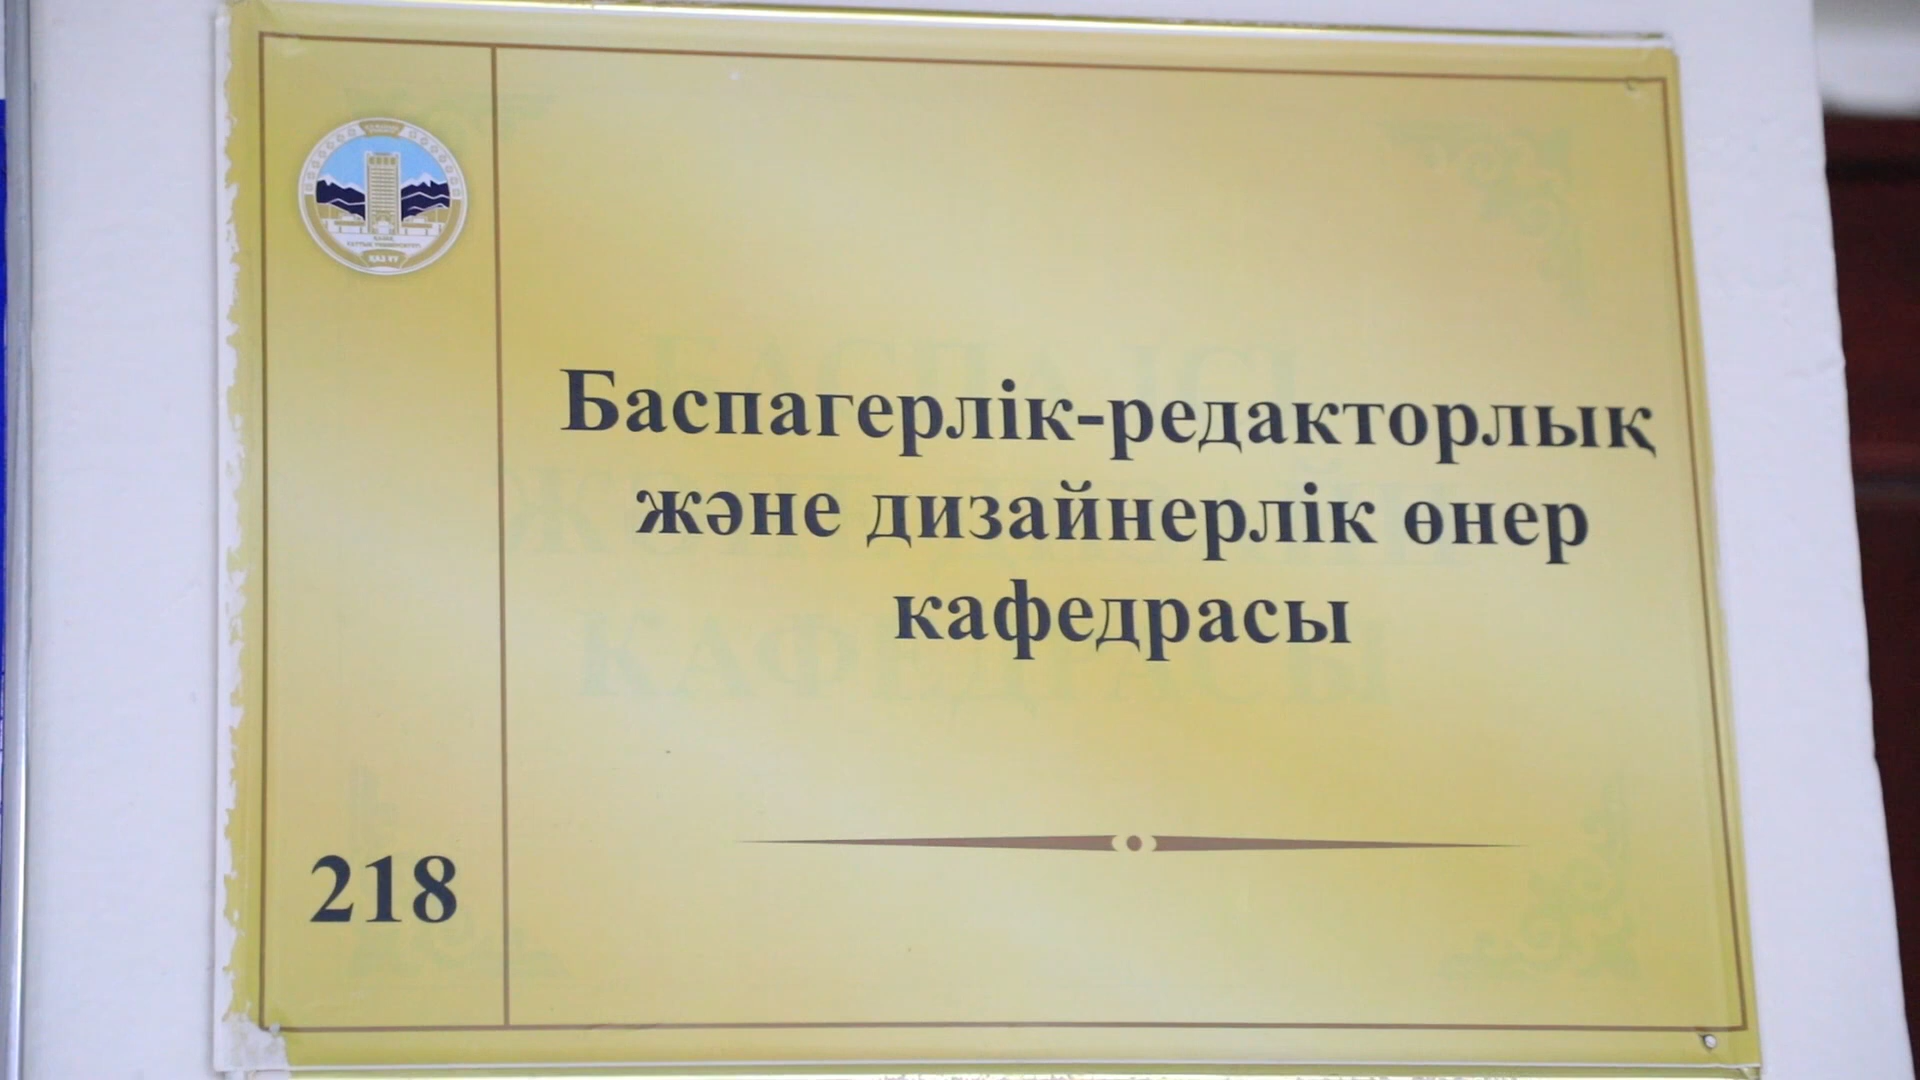 Баспагерлік-редакторлық
және дизайнерлік өнер
кафедрасы
218